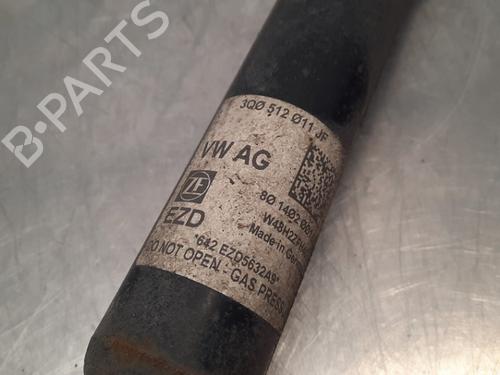 3Q0 512 011 JF
VW AG
ZF
EZD
80 1402
Made in
*642 EZD5632A9*
DO NOT OPEN - GAS PRESS
B-PARTS